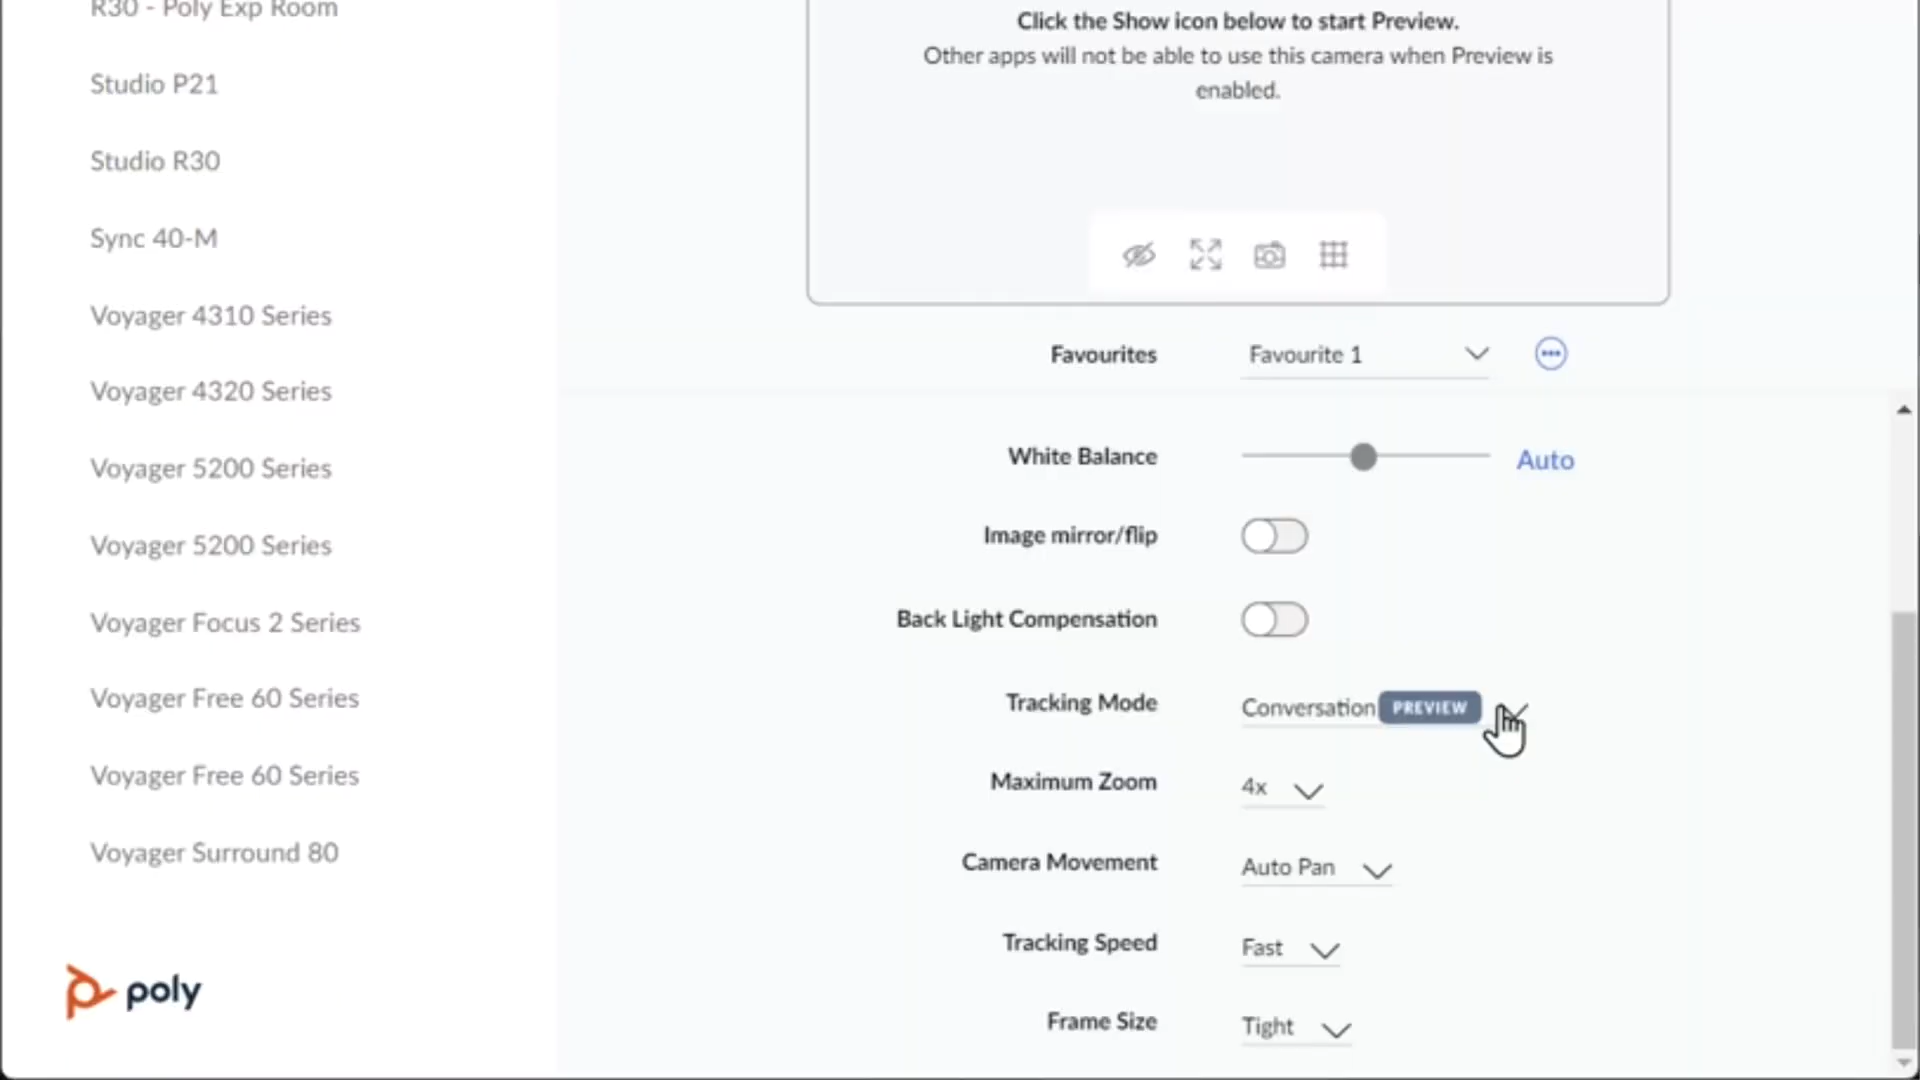 R30 - Poly Exp Room
Studio P21
Studio R30
Sync 40-M
Voyager 4310 Series
Voyager 4320 Series
Voyager 5200 Series
Voyager 5200 Series
Voyager Focus 2 Series
Voyager Free 60 Series
Voyager Free 60 Series
Voyager Surround 80
poly
Click the Show icon below to start Preview.
Other apps will not be able to use this camera when Preview is
enabled.
Favourites Favourite 1
White Balance Auto
Image mirror/flip
Back Light Compensation
Tracking Mode Conversation PREVIEW
Maximum Zoom 4x
Camera Movement Auto Pan
Tracking Speed Fast
Frame Size Tight